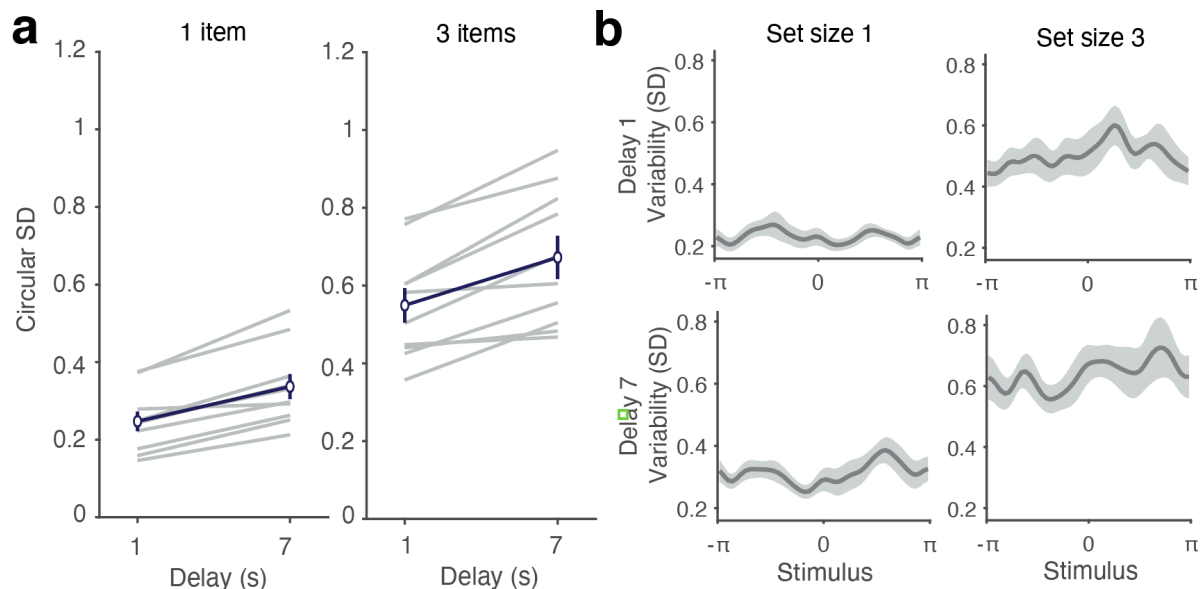 a
1 item
3 items
Circular SD
1.2
1
0.8
0.6
0.4
0.2
0
1
7
Delay (s)
1.2
1
0.8
0.6
0.4
0.2
0
1
7
Delay (s)
b
Set size 1
Set size 3
Delay 1
Variability (SD)
0.8
0.6
0.4
0.2
-π
0
π
0.8
0.6
0.4
0.2
-π
0
π
Delay 7
Variability (SD)
0.8
0.6
0.4
0.2
-π
0
π
Stimulus
0.8
0.6
0.4
0.2
-π
0
π
Stimulus